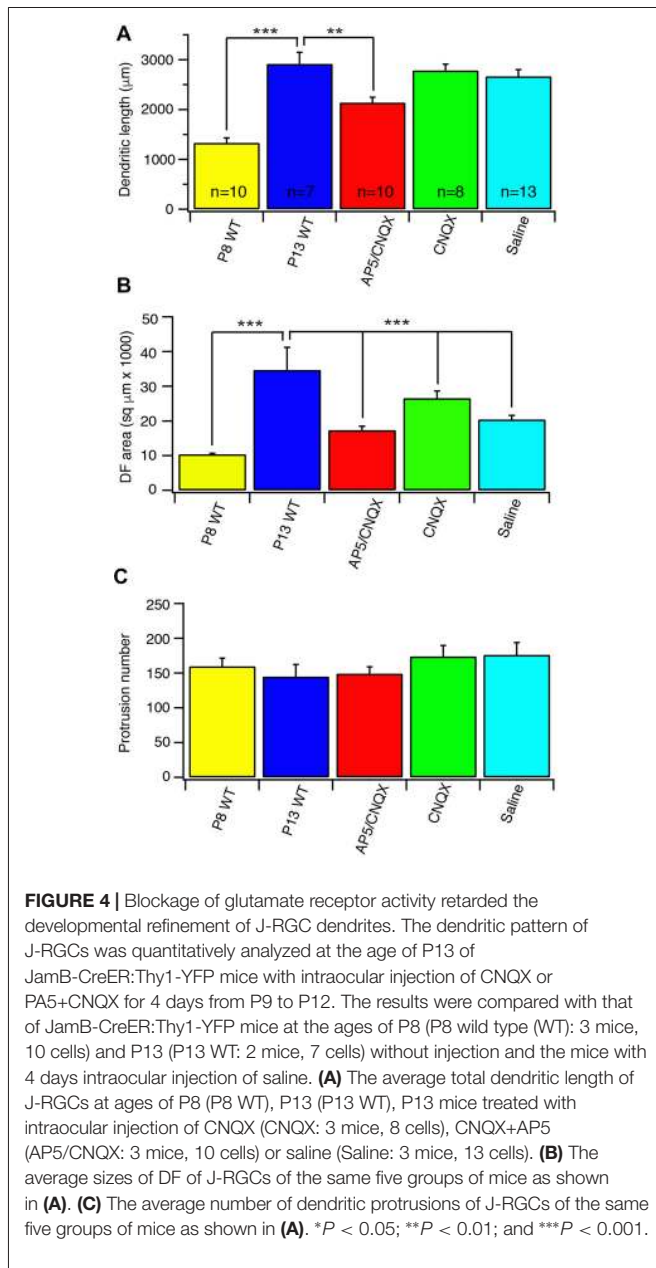 A
***
**
3000
2000
1000
0
Dendritic length (μm)
n=10
n=7
n=10
n=8
n=13
P8 WT
P13 WT
AP5/CNQX
CNQX
Saline
B
50
40
30
20
10
0
DF area (sq μm x 1000)
***
***
P8 WT
P13 WT
AP5/CNQX
CNQX
Saline
C
250
200
150
100
50
0
Protrusion number
P8 WT
P13 WT
AP5/CNQX
CNQX
Saline
FIGURE 4 | Blockage of glutamate receptor activity retarded the
developmental refinement of J-RGC dendrites. The dendritic pattern of
J-RGCs was quantitatively analyzed at the age of P13 of
JamB-CreER:Thy1-YFP mice with intraocular injection of CNQX or
PA5+CNQX for 4 days from P9 to P12. The results were compared with that
of JamB-CreER:Thy1-YFP mice at the ages of P8 (P8 wild type (WT): 3 mice,
10 cells) and P13 (P13 WT: 2 mice, 7 cells) without injection and the mice with
4 days intraocular injection of saline. (A) The average total dendritic length of
J-RGCs at ages of P8 (P8 WT), P13 (P13 WT), P13 mice treated with
intraocular injection of CNQX (CNQX: 3 mice, 8 cells), CNQX+AP5
(AP5/CNQX: 3 mice, 10 cells) or saline (Saline: 3 mice, 13 cells). (B) The
average sizes of DF of J-RGCs of the same five groups of mice as shown
in (A). (C) The average number of dendritic protrusions of J-RGCs of the same
five groups of mice as shown in (A). *P < 0.05; **P < 0.01; and ***P < 0.001.